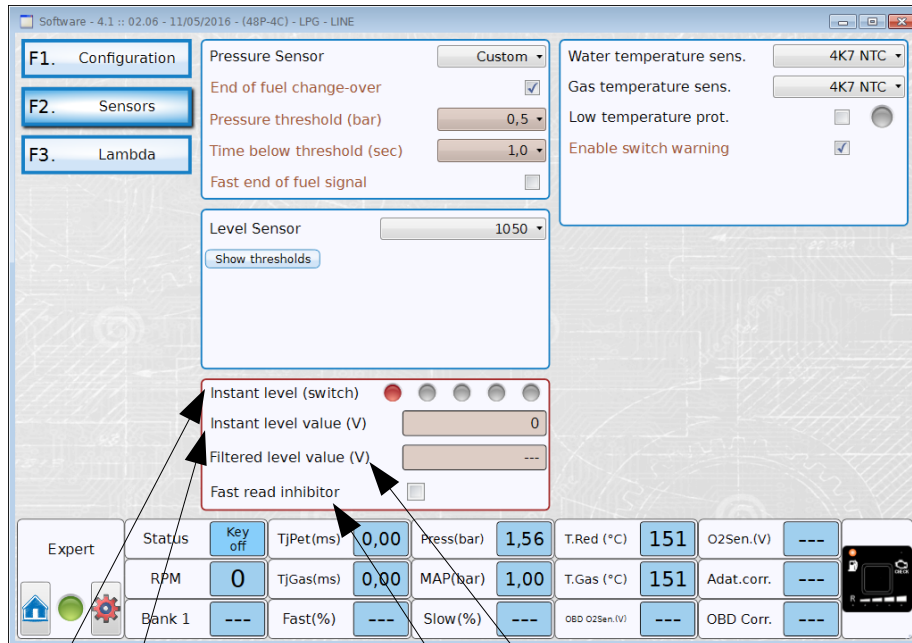 Software - 4.1 :: 02.06 - 11/05/2016 - (48P-4C) - LPG - LINE
F1. Configuration
F2. Sensors
F3. Lambda
Pressure Sensor Custom
End of fuel change-over
Pressure threshold (bar) 0,5
Time below threshold (sec) 1,0
Fast end of fuel signal
Water temperature sens. 4K7 NTC
Gas temperature sens. 4K7 NTC
Low temperature prot.
Enable switch warning
Level Sensor 1050
Show thresholds
Instant level (switch)
Instant level value (V) 0
Filtered level value (V) ---
Fast read inhibitor
Expert
Status Key off TjPet(ms) 0,00 Press(bar) 1,56 T.Red (°C) 151 O2Sen.(V) ---
RPM 0 TjGas(ms) 0,00 MAP(bar) 1,00 T.Gas (°C) 151 Adat.corr. ---
Bank 1 --- Fast(%) --- Slow(%) --- OBD O2Sen.(V) --- OBD Corr. ---
CHECK
R